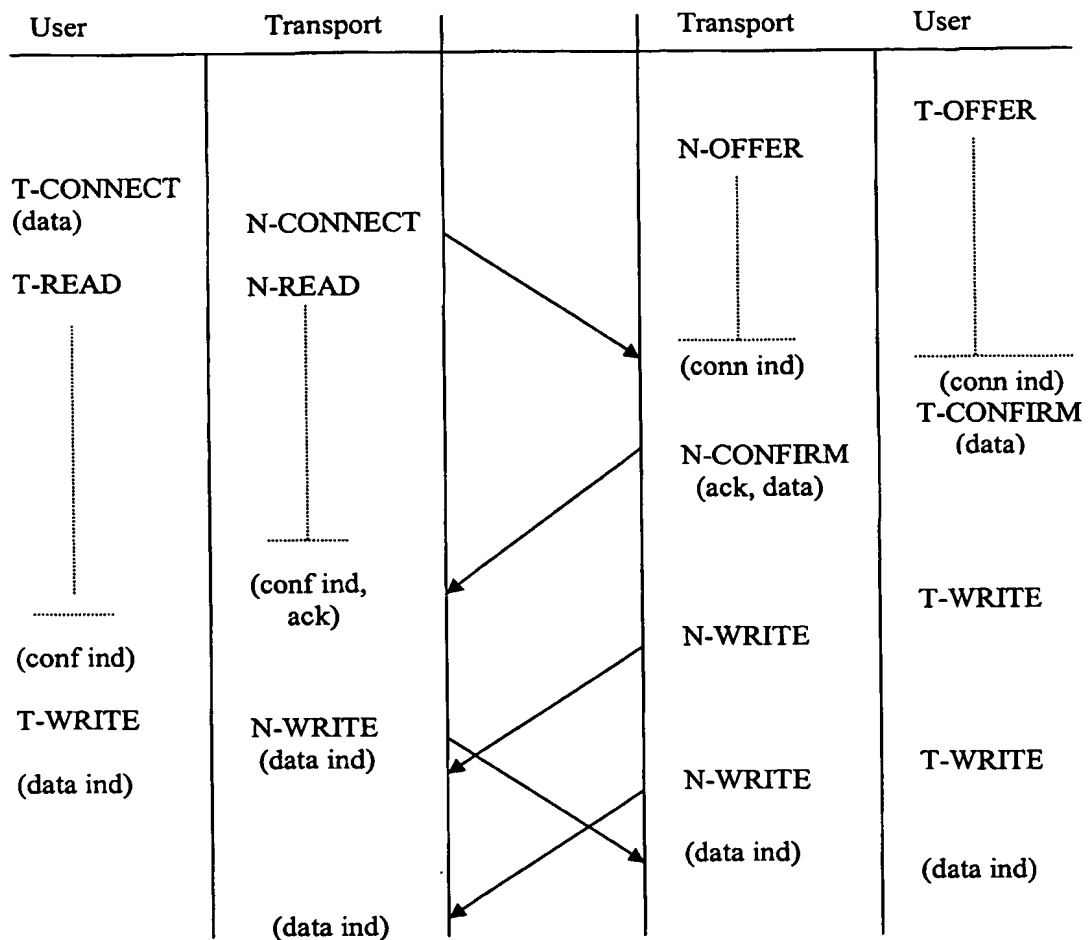 User Transport Transport User
T-OFFER
N-OFFER
T-CONNECT
(data)
N-CONNECT
T-READ N-READ
(conn ind)
(conn ind)
T-CONFIRM
(data)
N-CONFIRM
(ack, data)
(conf ind,
ack)
T-WRITE
N-WRITE
(conf ind)
T-WRITE N-WRITE
(data ind)
T-WRITE
(data ind)
N-WRITE
(data ind)
(data ind)
(data ind)